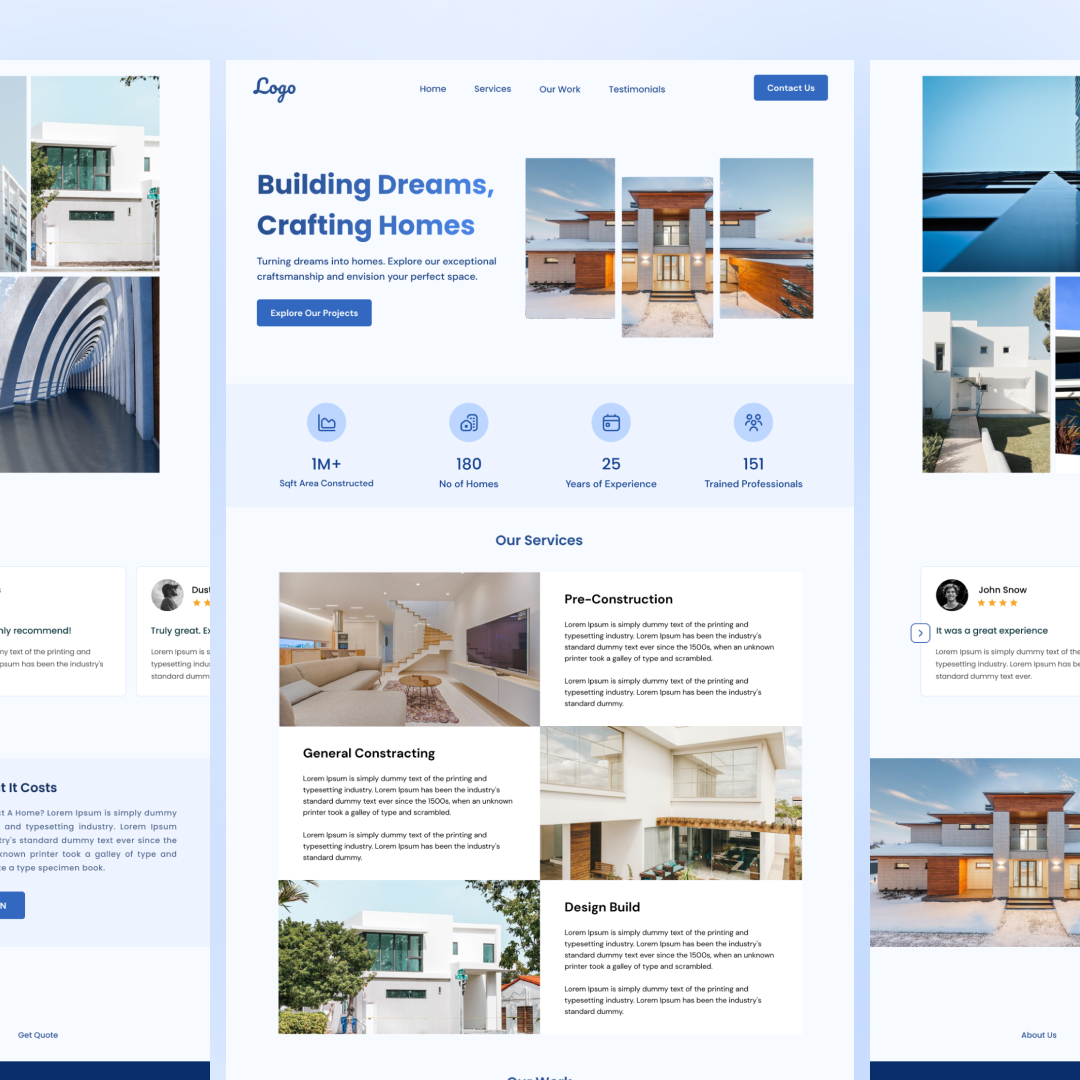 Logo
Home
Services
Our Work
Testimonials
Contact Us
Building Dreams,
Crafting Homes
Turning dreams into homes. Explore our exceptional
craftsmanship and envision your perfect space.
Explore Our Projects
1M+
Sqft Area Constructed
180
No of Homes
25
Years of Experience
151
Trained Professionals
Our Services
Pre-Construction
Lorem Ipsum is simply dummy text of the printing and
typesetting industry. Lorem Ipsum has been the industry's
standard dummy text ever since the 1500s, when an unknown
printer took a galley of type and scrambled.
Lorem Ipsum is simply dummy text of the printing and
typesetting industry. Lorem Ipsum has been the industry's
standard dummy.
General Constracting
Lorem Ipsum is simply dummy text of the printing and
typesetting industry. Lorem Ipsum has been the industry's
standard dummy text ever since the 1500s, when an unknown
printer took a galley of type and scrambled.
Lorem Ipsum is simply dummy text of the printing and
typesetting industry. Lorem Ipsum has been the industry's
standard dummy.
Design Build
Lorem Ipsum is simply dummy text of the printing and
typesetting industry. Lorem Ipsum has been the industry's
standard dummy text ever since the 1500s, when an unknown
printer took a galley of type and scrambled.
Lorem Ipsum is simply dummy text of the printing and
typesetting industry. Lorem Ipsum has been the industry's
standard dummy.
Our Work
nly recommend!
my text of the printing and
psum has been the industry's
Dust
Truly great. Ex
Lorem Ipsum is s
typesetting indus
standard dumm
t It Costs
ct A Home? Lorem Ipsum is simply dummy
and typesetting industry. Lorem Ipsum
try's standard dummy text ever since the
known printer took a galley of type and
ke a type specimen book.
N
Get Quote
John Snow
It was a great experience
Lorem Ipsum is simply dummy text of the
typesetting industry. Lorem Ipsum has be
standard dummy text ever.
About Us